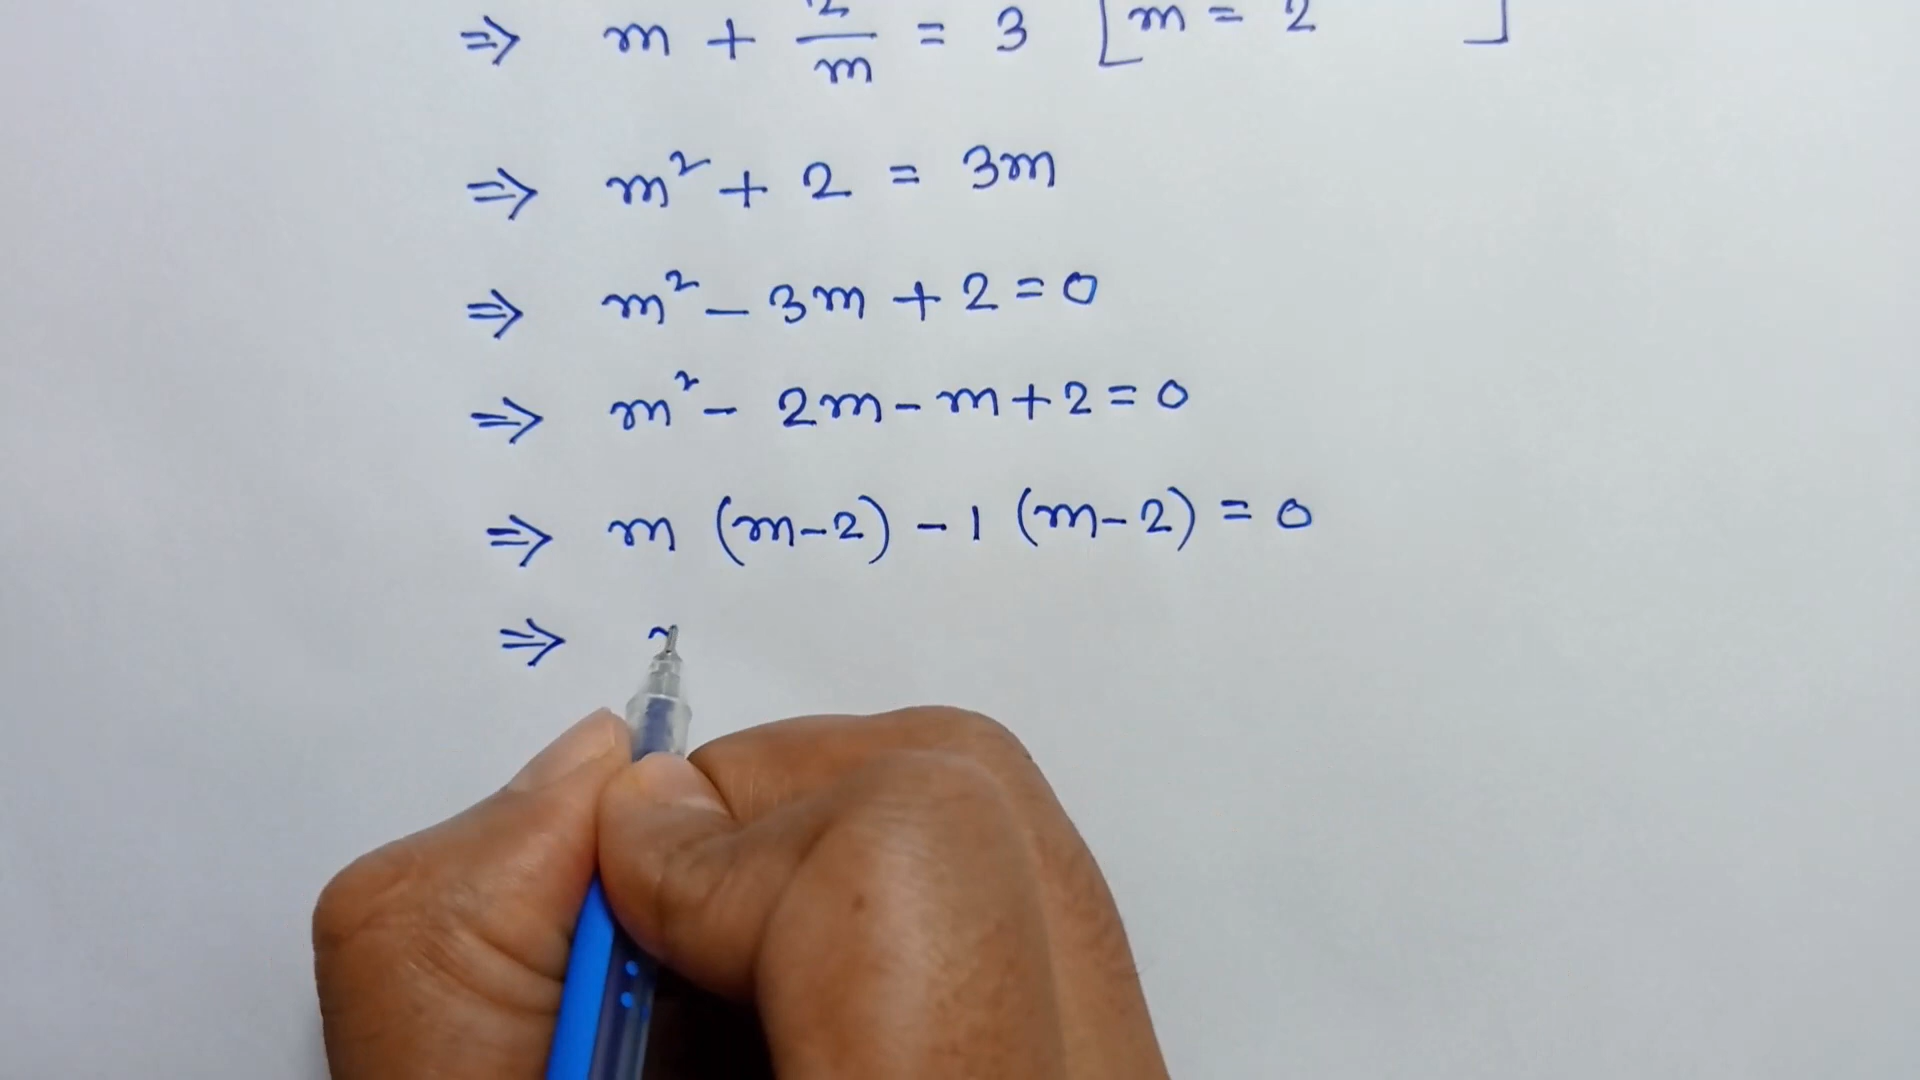 ⇒ m + 2/m = 3 [m = 2 ]
⇒ m² + 2 = 3m
⇒ m² - 3m + 2 = 0
⇒ m² - 2m - m + 2 = 0
⇒ m (m-2) - 1 (m-2) = 0
⇒